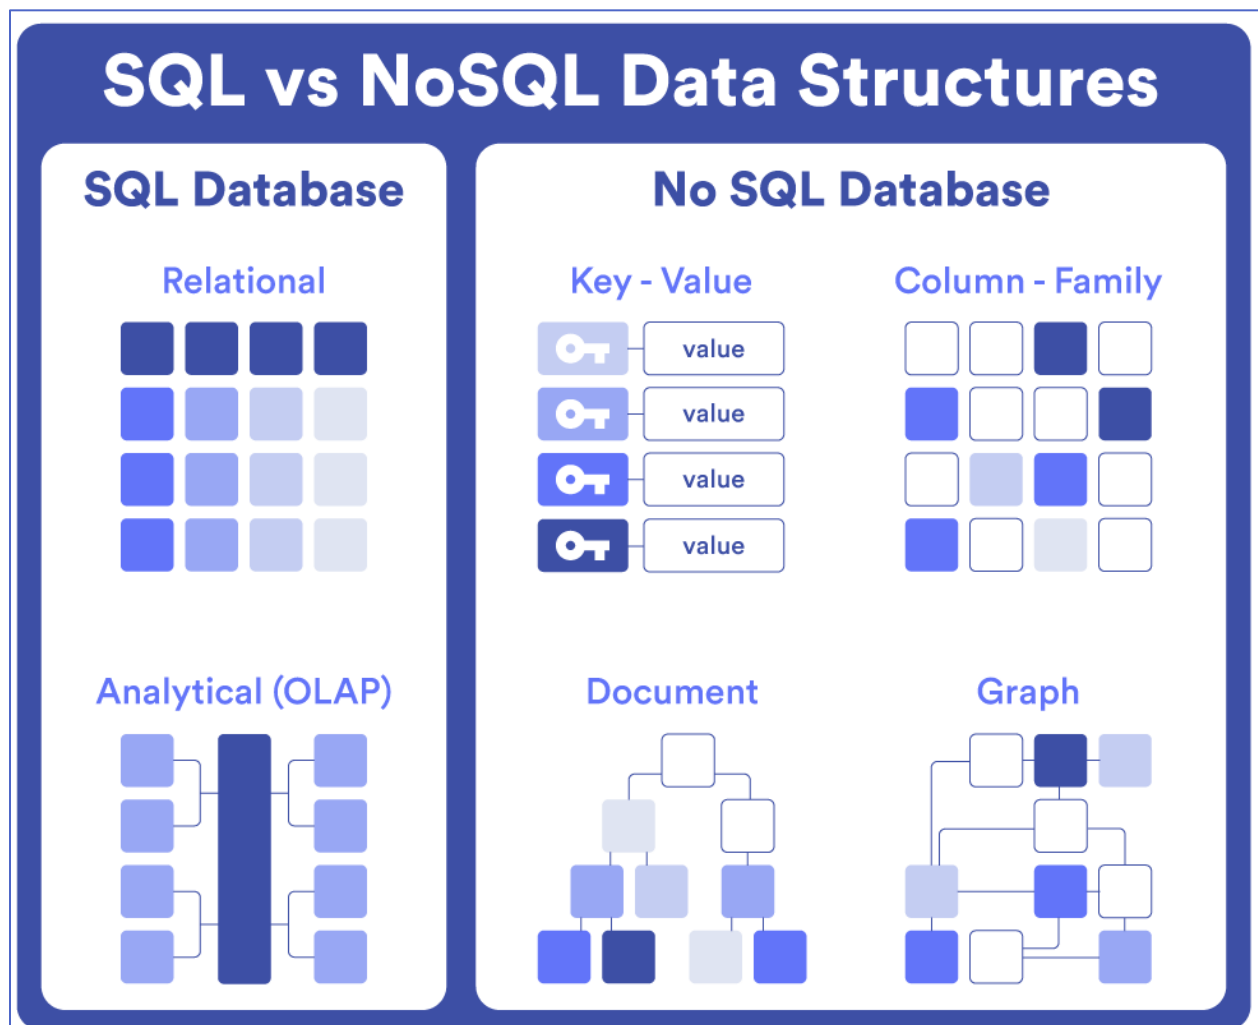 SQL vs NoSQL Data Structures
SQL Database
Relational
Analytical (OLAP)
No SQL Database
Key - Value
value
value
value
value
Column - Family
Document
Graph